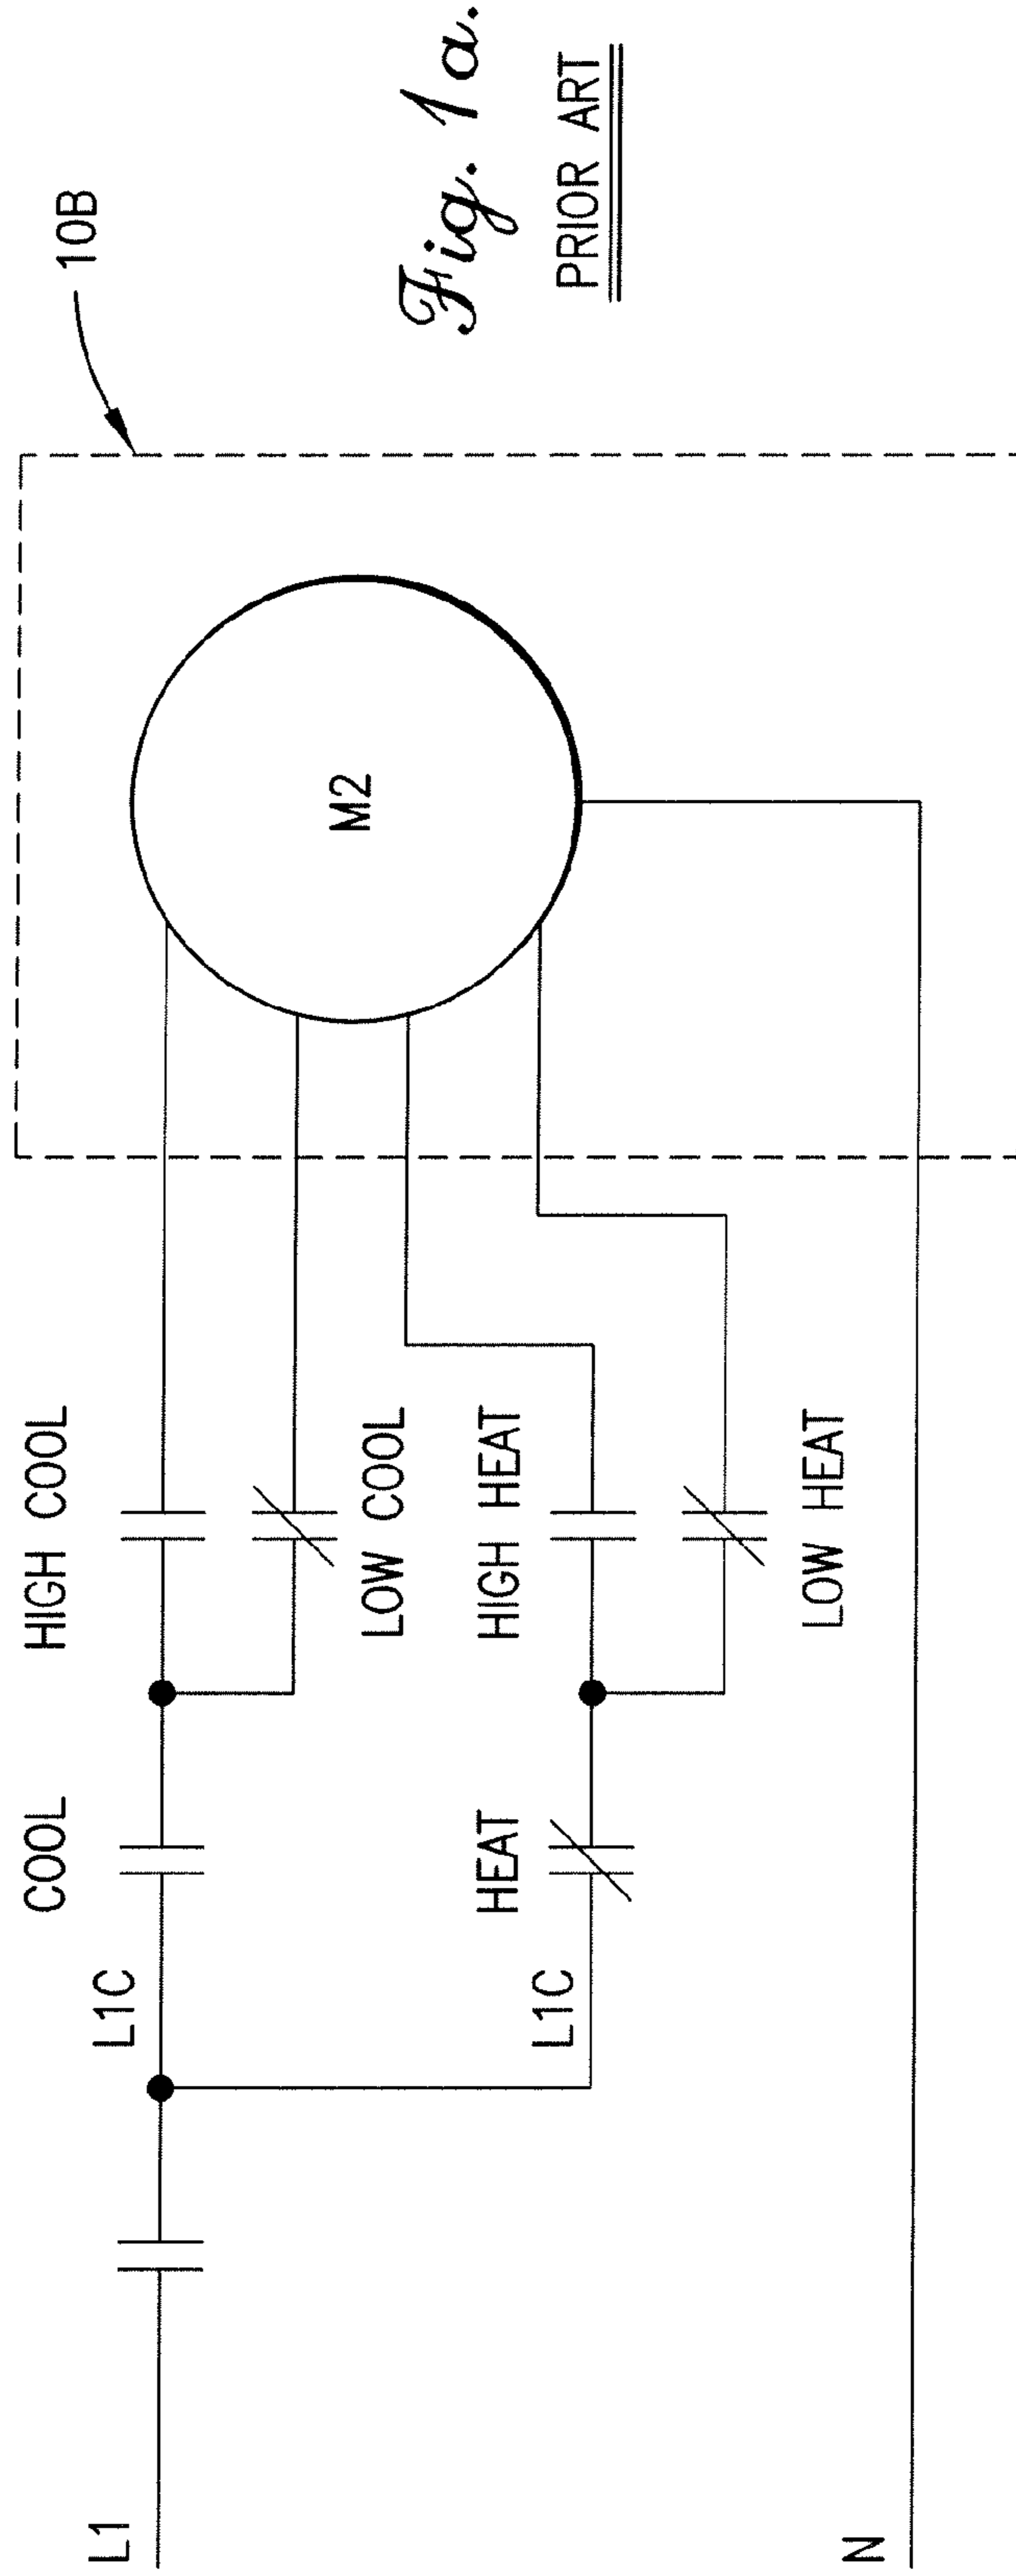 10B
Fig. 1a.
PRIOR ART
HIGH COOL
COOL
L1C
L1
M2
LOW COOL
HIGH HEAT
HEAT
L1C
LOW HEAT
N